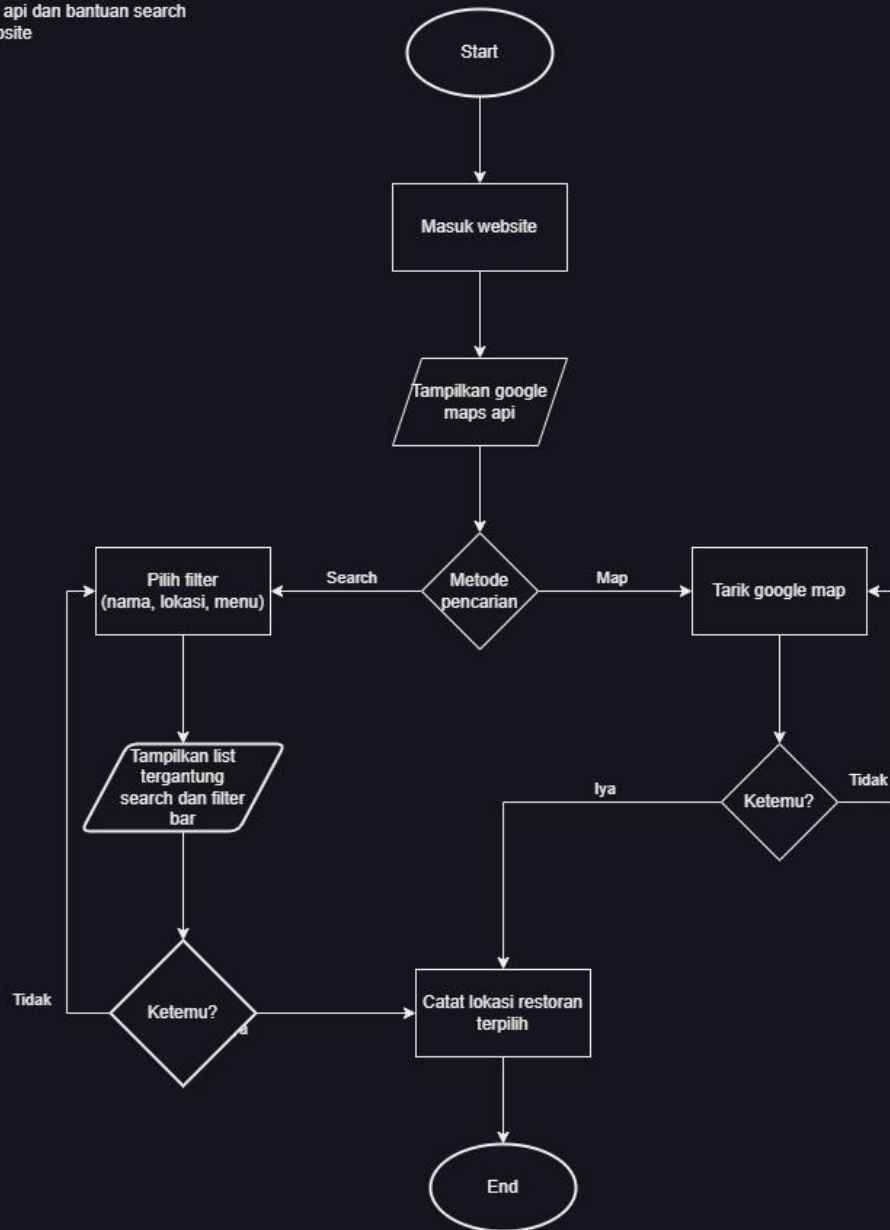 api dan bantuan search
Start
Masuk website
Tampilkan google
maps api
Pilih filter
(nama, lokasi, menu)
Search
Metode
pencarian
Map
Tarik google map
Tampilkan list
tergantung
search dan filter
bar
Iya
Ketemu?
Tidak
Tidak
Ketemu?
Catat lokasi restoran
terpilih
End